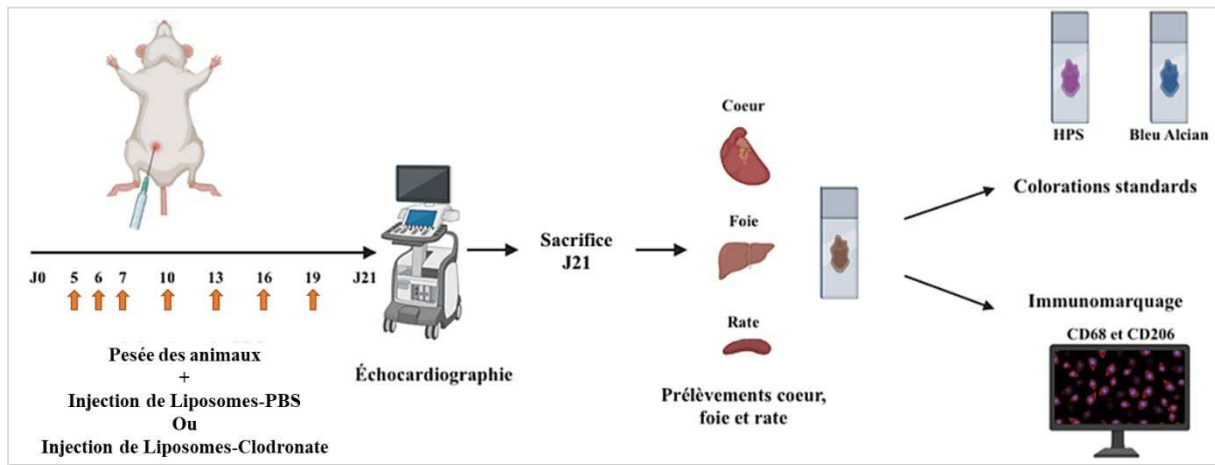 J0 5 6 7 10 13 16 19 J21
Pesée des animaux
+
Injection de Liposomes-PBS
Ou
Injection de Liposomes-Clodronate
Échocardiographie
Sacrifice
J21
Coeur
Foie
Rate
Prélèvements coeur,
foie et rate
HPS Bleu Alcian
Colorations standards
Immunomarquage
CD68 et CD206